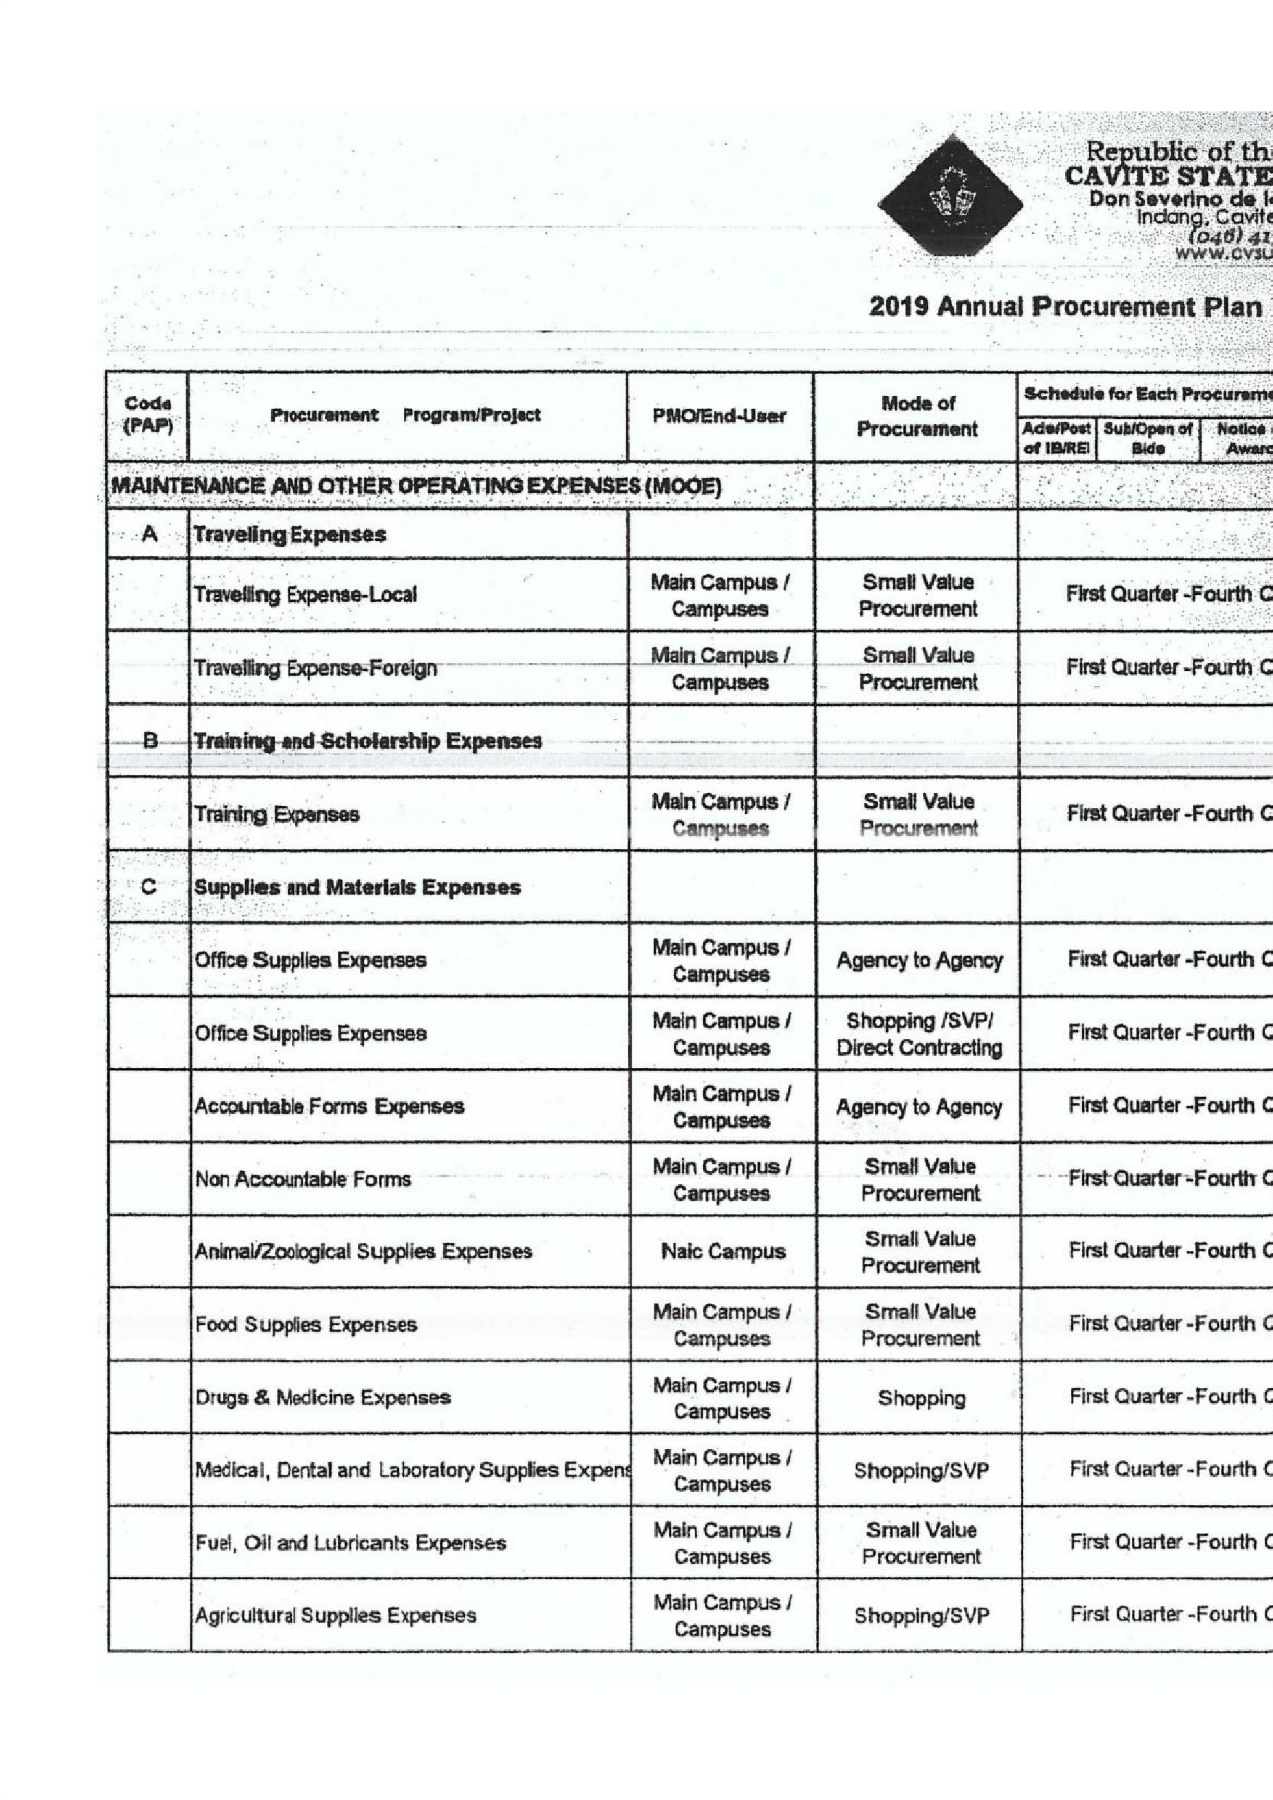 Republic of th
CAVITE STATE
Don Severino de l
Indang, Cavite
(046) 41
www.cvsu
2019 Annual Procurement Plan
Code (PAP) Procurement Program/Project PMO/End-User Mode of Procurement Schedule for Each Procureme
Ads/Post of IB/REI Sub/Open of Bids Notice Award
MAINTENANCE AND OTHER OPERATING EXPENSES (MOOE)
A Traveling Expenses
Travelling Expense-Local Main Campus / Campuses Small Value Procurement First Quarter -Fourth Q
Travelling Expense-Foreign Main Campus / Campuses Small Value Procurement First Quarter -Fourth Q
B Training and Scholarship Expenses
Training Expenses Main Campus / Campuses Small Value Procurement First Quarter -Fourth Q
C Supplies and Materials Expenses
Office Supplies Expenses Main Campus / Campuses Agency to Agency First Quarter -Fourth Q
Office Supplies Expenses Main Campus / Campuses Shopping /SVP/ Direct Contracting First Quarter -Fourth Q
Accountable Forms Expenses Main Campus / Campuses Agency to Agency First Quarter -Fourth Q
Non Accountable Forms Main Campus / Campuses Small Value Procurement First Quarter -Fourth Q
Animal/Zoological Supplies Expenses Naic Campus Small Value Procurement First Quarter -Fourth Q
Food Supplies Expenses Main Campus / Campuses Small Value Procurement First Quarter -Fourth Q
Drugs & Medicine Expenses Main Campus / Campuses Shopping First Quarter -Fourth Q
Medical, Dental and Laboratory Supplies Expens Main Campus / Campuses Shopping/SVP First Quarter -Fourth Q
Fuel, Oil and Lubricants Expenses Main Campus / Campuses Small Value Procurement First Quarter -Fourth Q
Agricultural Supplies Expenses Main Campus / Campuses Shopping/SVP First Quarter -Fourth Q